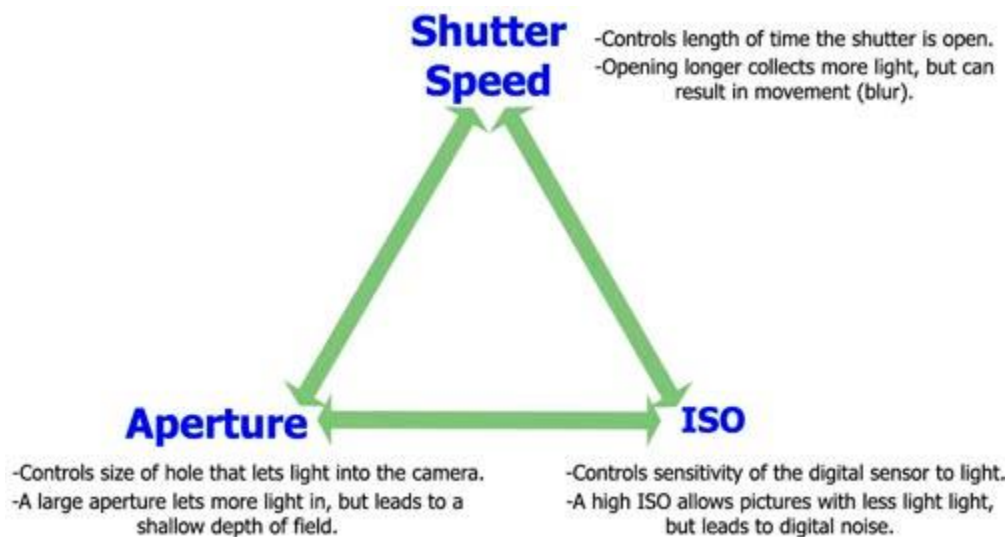 Shutter
Speed
-Controls length of time the shutter is open.
-Opening longer collects more light, but can
result in movement (blur).
Aperture
-Controls size of hole that lets light into the camera.
-A large aperture lets more light in, but leads to a
shallow depth of field.
ISO
-Controls sensitivity of the digital sensor to light.
-A high ISO allows pictures with less light light,
but leads to digital noise.